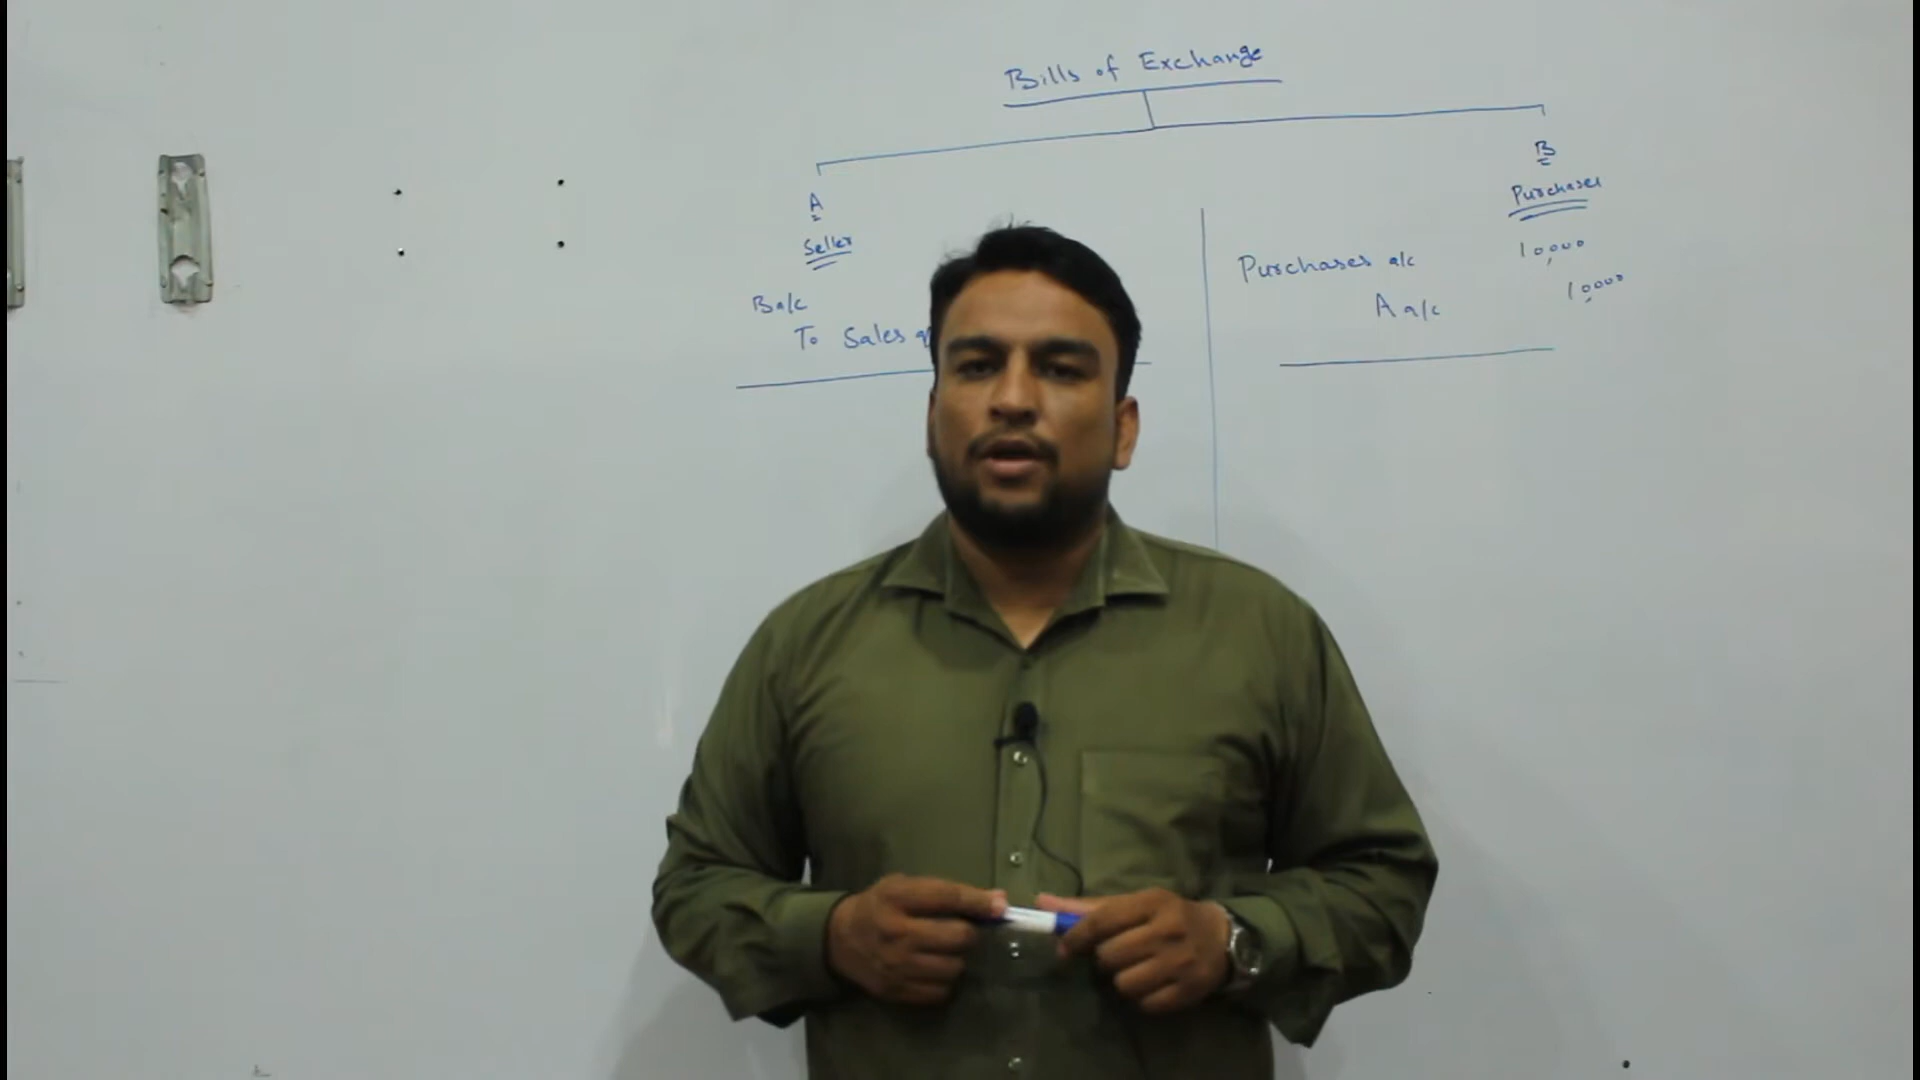 Bills of Exchange
A
Seller
B a/c
To Sales
B
Purchaser
Purchases a/c 10,000
A a/c 10,000